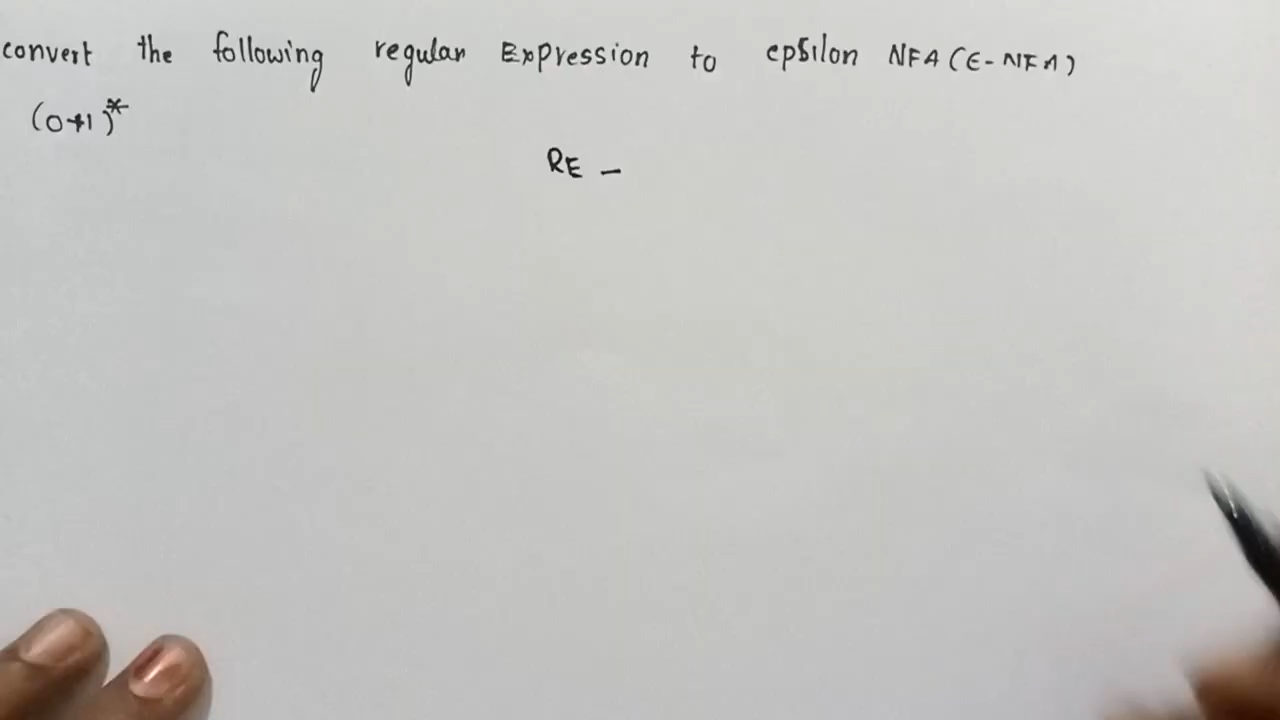 convert the following regular Expression to epsilon NFA (ϵ-NFA)
(0+1)*
RE -